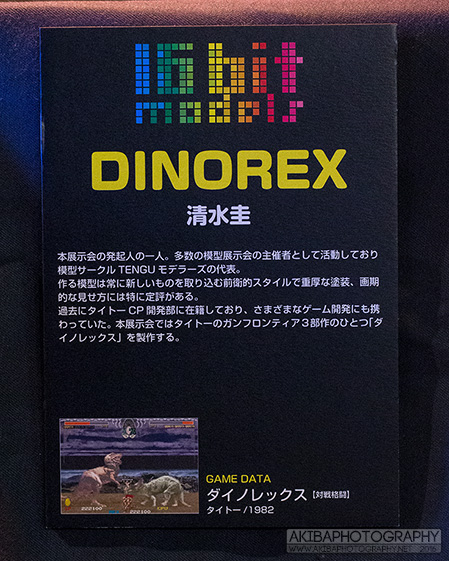 16 bit
models
DINOREX
清水圭
本展示会の発起人の一人。多数の模型展示会の主催者として活動しており
模型サークル TENGU モデラーズの代表。
作る模型は常に新しいものを取り込む前衛的スタイルで重厚な塗装、画期
的な見せ方には特に定評がある。
過去にタイトー CP 開発部に在籍しており、さまざまなゲーム開発にも携
わっていた。本展示会ではタイトーのガンフロンティア３部作のひとつ「ダ
イノレックス」を製作する。
GAME DATA
ダイノレックス【対戦格闘】
タイトー/1982
AKIBAPHOTOGRAPHY